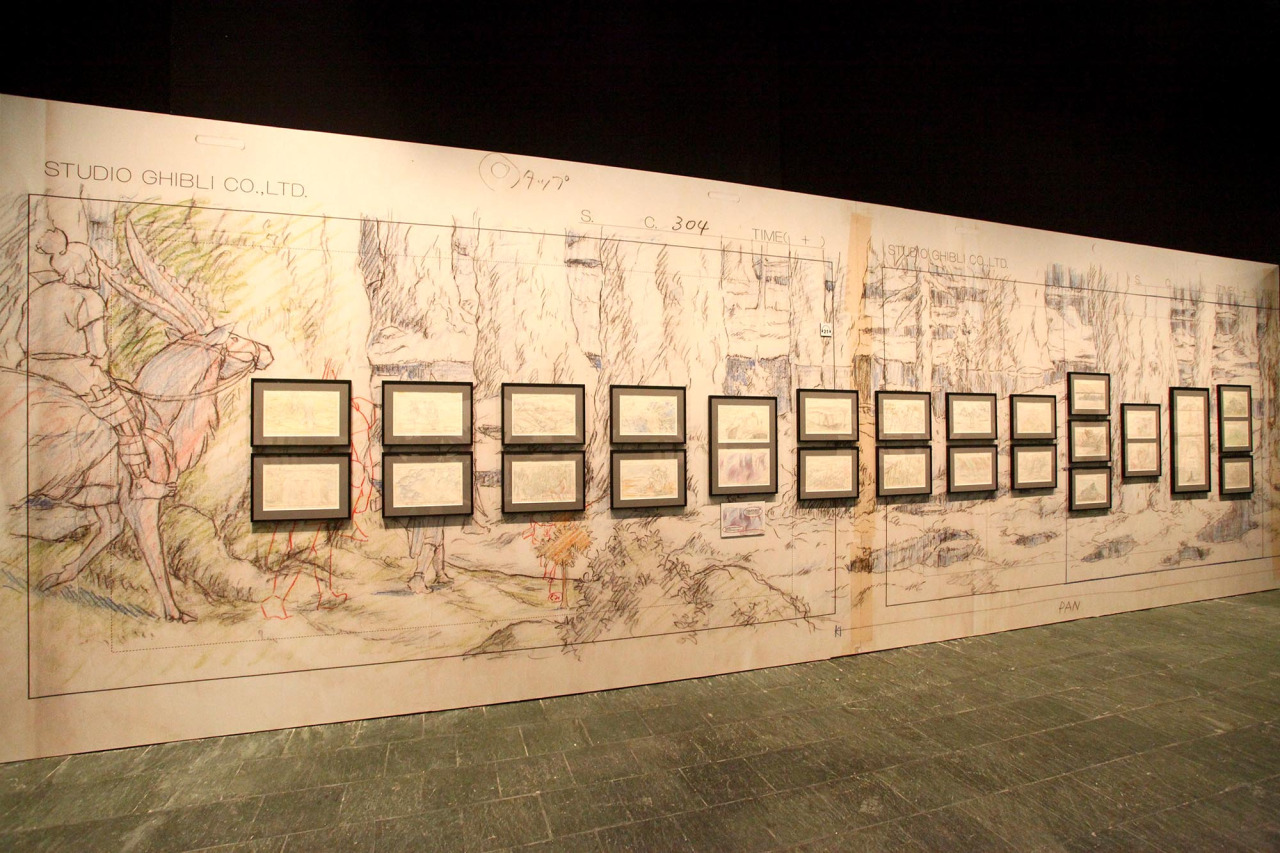 STUDIO GHIBLI CO.,LTD.
タップ
S. C. 304 TIME( + )
STUDIO GHIBLI CO.,LTD.
S. C.
PAN